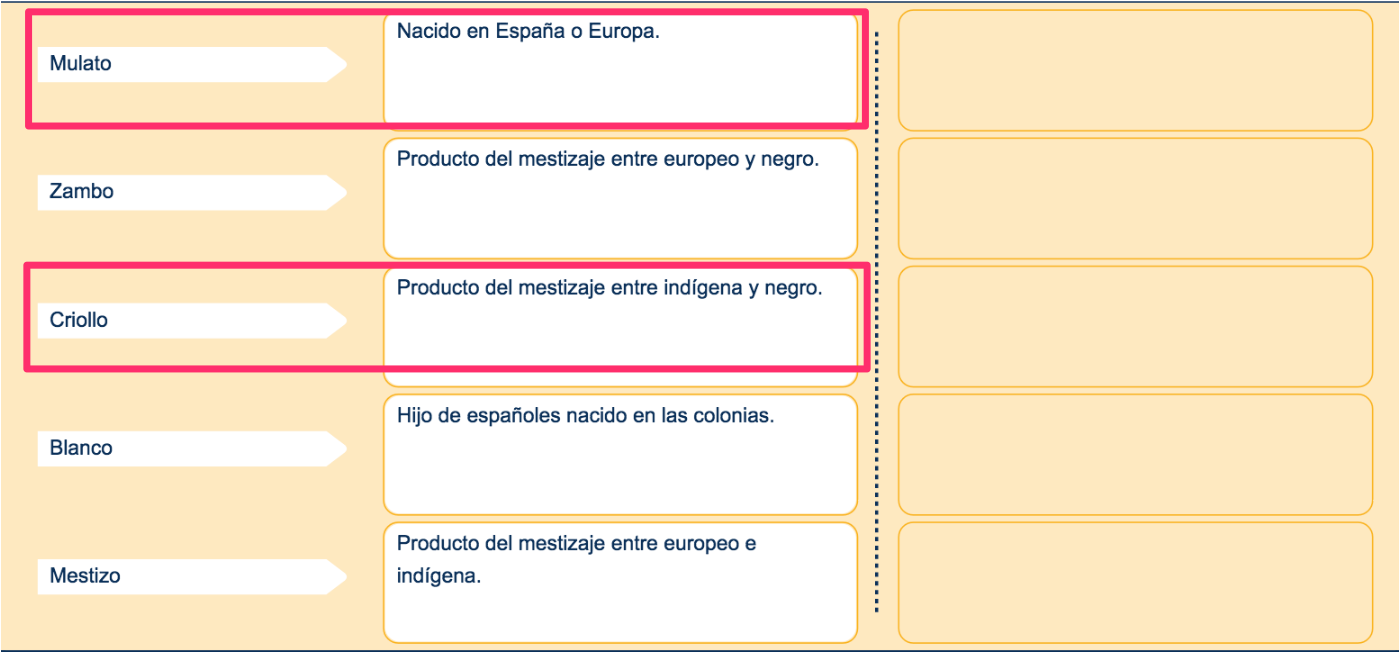 Mulato
Nacido en España o Europa.
Zambo
Producto del mestizaje entre europeo y negro.
Criollo
Producto del mestizaje entre indígena y negro.
Blanco
Hijo de españoles nacido en las colonias.
Mestizo
Producto del mestizaje entre europeo e
indígena.